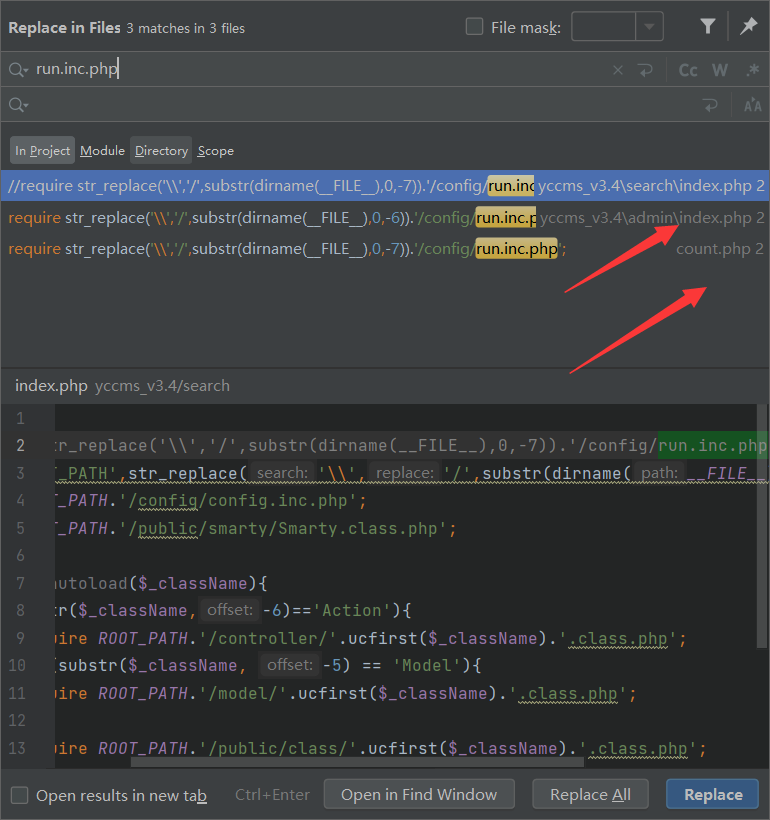 Replace in Files 3 matches in 3 files File mask:
run.inc.php Cc W .*
In Project Module Directory Scope
//require str_replace('\\','/',substr(dirname(__FILE__),0,-7)).'/config/run.inc yccms_v3.4\search\index.php 2
require str_replace('\\','/',substr(dirname(__FILE__),0,-6)).'/config/run.inc.p yccms_v3.4\admin\index.php 2
require str_replace('\\','/',substr(dirname(__FILE__),0,-7)).'/config/run.inc.php'; count.php 2
index.php yccms_v3.4/search
1
2 tr_replace('\\','/',substr(dirname(__FILE__),0,-7)).'/config/run.inc.php
3 T_PATH',str_replace( search: '\\', replace: '/',substr(dirname( path: __FILE__
4 T_PATH.'/config/config.inc.php';
5 T_PATH.'/public/smarty/Smarty.class.php';
6
7 autoload($_className){
8 tr($_className, offset: -6)=='Action'){
9 uire ROOT_PATH.'/controller/'.ucfirst($_className).'.class.php';
10 (substr($_className, offset: -5) == 'Model'){
11 uire ROOT_PATH.'/model/'.ucfirst($_className).'.class.php';
12
13 uire ROOT_PATH.'/public/class/'.ucfirst($_className).'.class.php';
Open results in new tab Ctrl+Enter Open in Find Window Replace All Replace